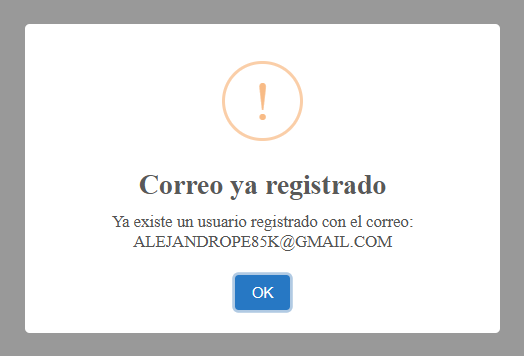 !
Correo ya registrado
Ya existe un usuario registrado con el correo:
ALEJANDROPE85K@GMAIL.COM
OK